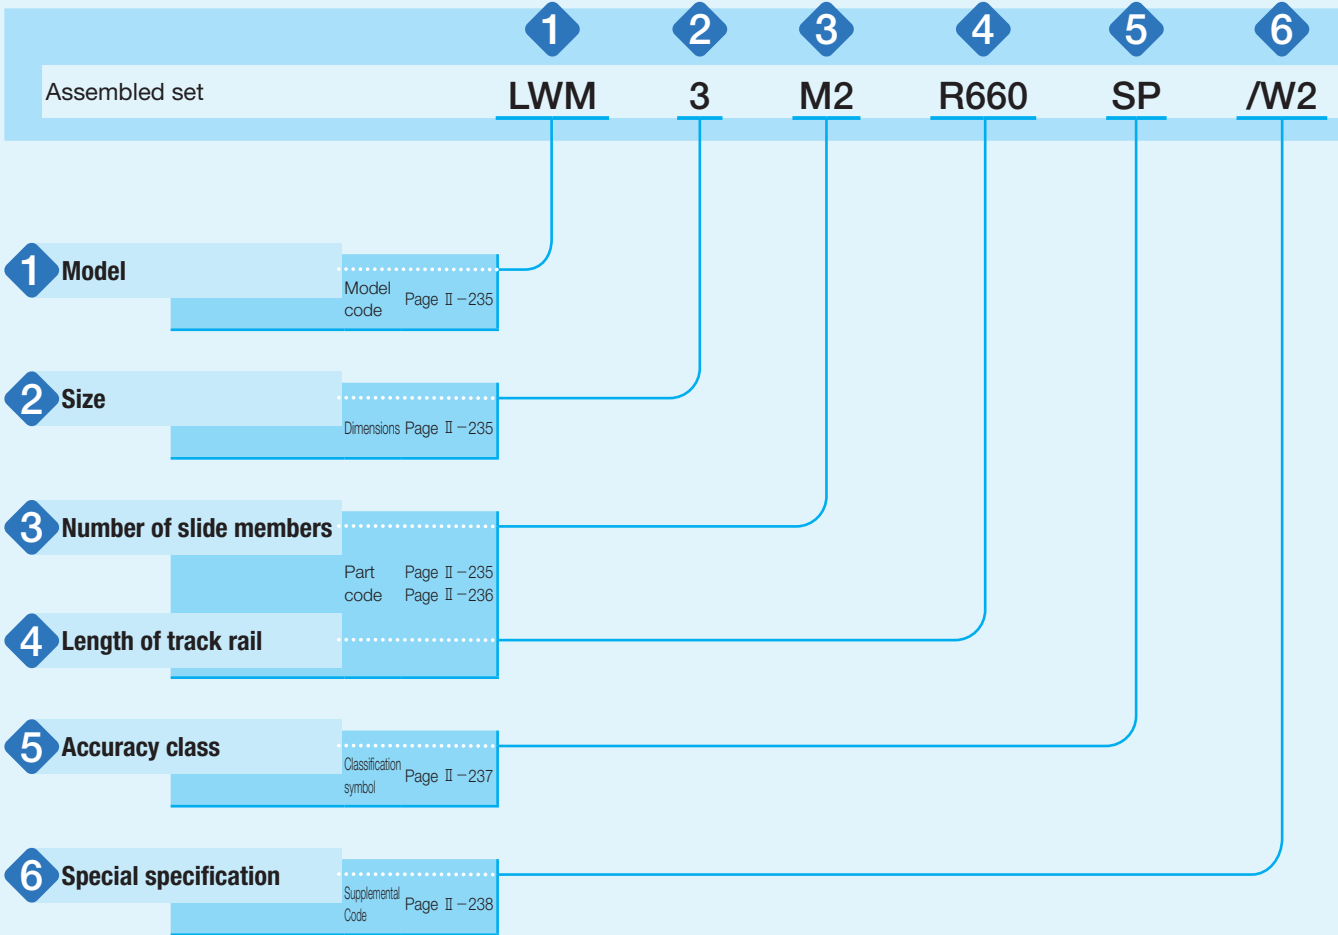 1 2 3 4 5 6
Assembled set LWM 3 M2 R660 SP /W2
1 Model
Model
code Page Ⅱ－235
2 Size
Dimensions Page Ⅱ－235
3 Number of slide members
Part Page Ⅱ－235
code Page Ⅱ－236
4 Length of track rail
5 Accuracy class
Classification
symbol Page Ⅱ－237
6 Special specification
Supplemental
Code Page Ⅱ－238